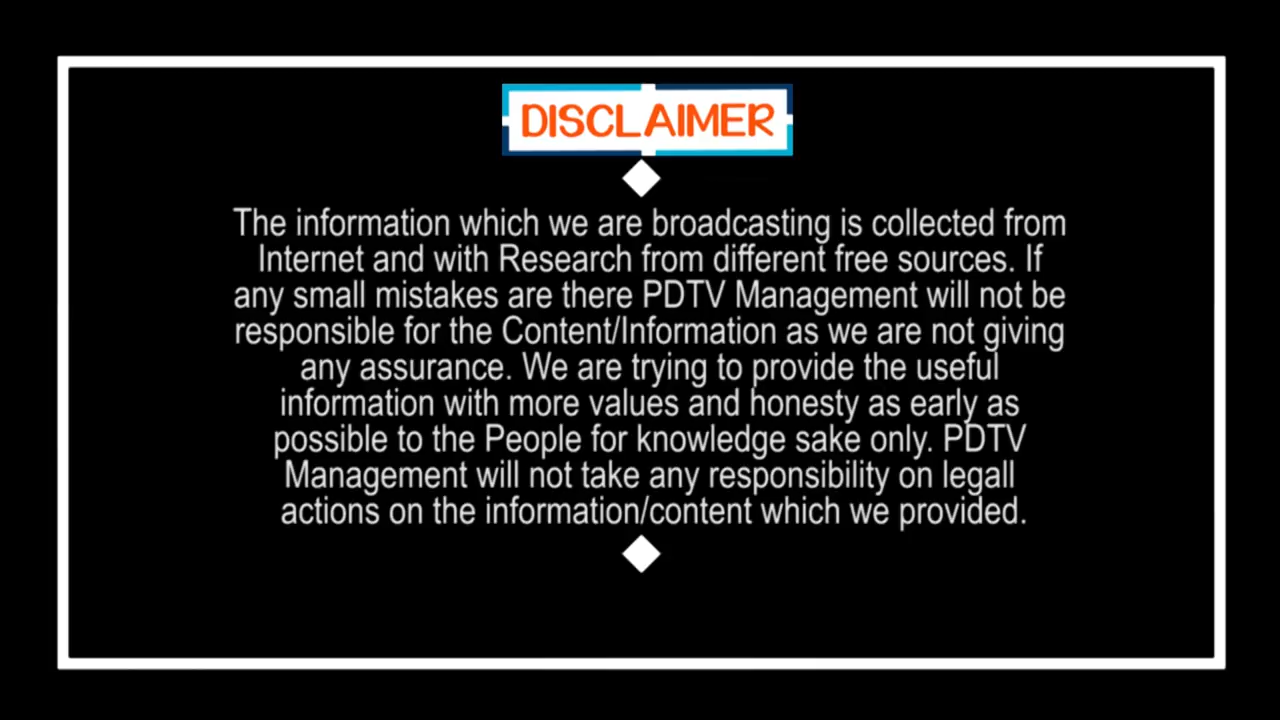 DISCLAIMER
The information which we are broadcasting is collected from
Internet and with Research from different free sources. If
any small mistakes are there PDTV Management will not be
responsible for the Content/Information as we are not giving
any assurance. We are trying to provide the useful
information with more values and honesty as early as
possible to the People for knowledge sake only. PDTV
Management will not take any responsibility on legall
actions on the information/content which we provided.